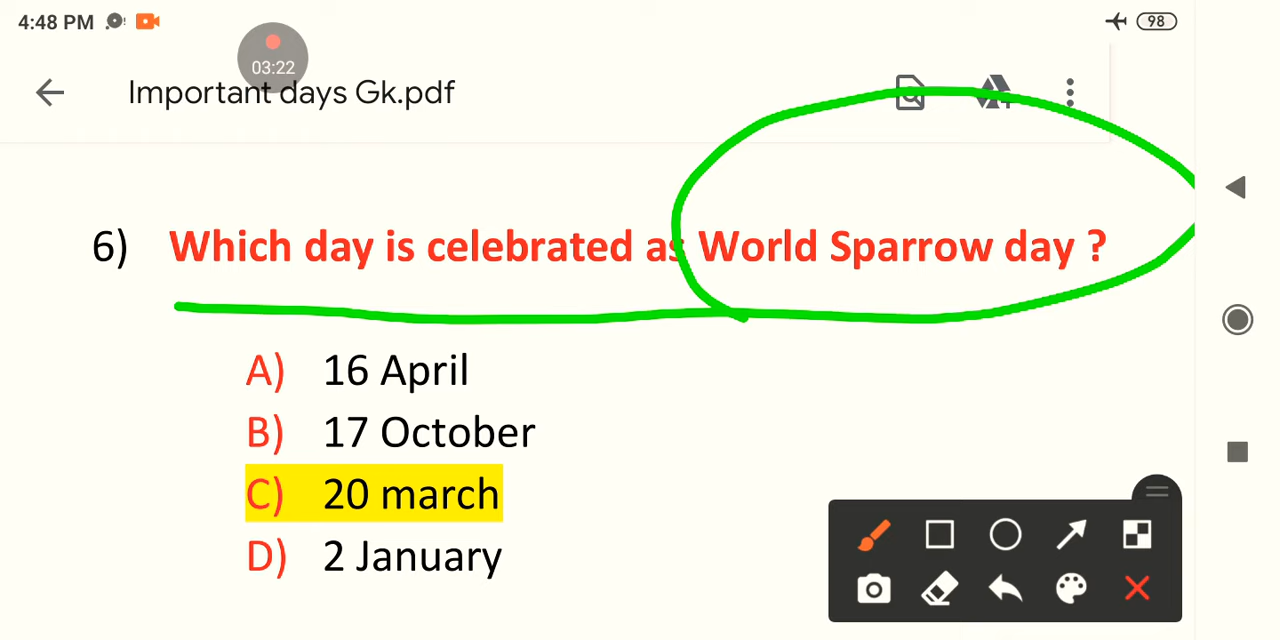 4:48 PM
98
03:22
Important days Gk.pdf
6) Which day is celebrated as World Sparrow day ?
A) 16 April
B) 17 October
C) 20 march
D) 2 January